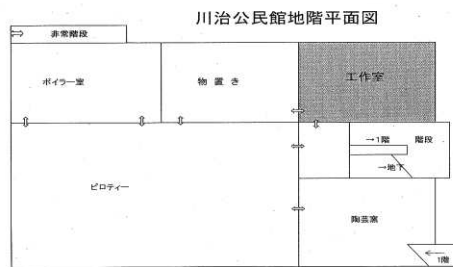 川治公民館地階平面図
非常階段
ボイラー室
物置き
工作室
→1階
階段
→地下
ピロティー
陶芸窯
1階